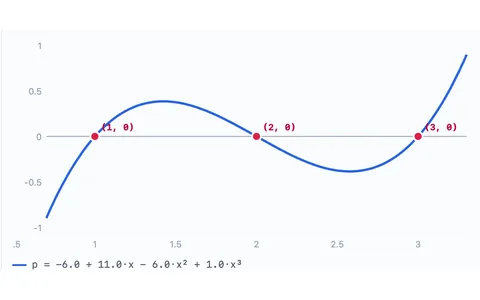 1
0.5
(1, 0) (2, 0) (3, 0)
0
-0.5
-1
.5 1 1.5 2 2.5 3
p = −6.0 + 11.0·x − 6.0·x² + 1.0·x³